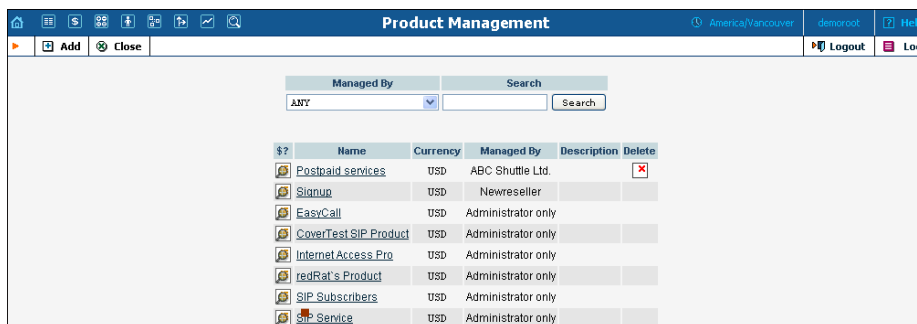 Product Management America/Vancouver demoroot ? Hel
Add Close Logout Lo
Managed By Search
ANY Search
$? Name Currency Managed By Description Delete
Postpaid services USD ABC Shuttle Ltd.
Signup USD Newreseller
EasyCall USD Administrator only
CoverTest SIP Product USD Administrator only
Internet Access Pro USD Administrator only
redRat`s Product USD Administrator only
SIP Subscribers USD Administrator only
SIP Service USD Administrator only